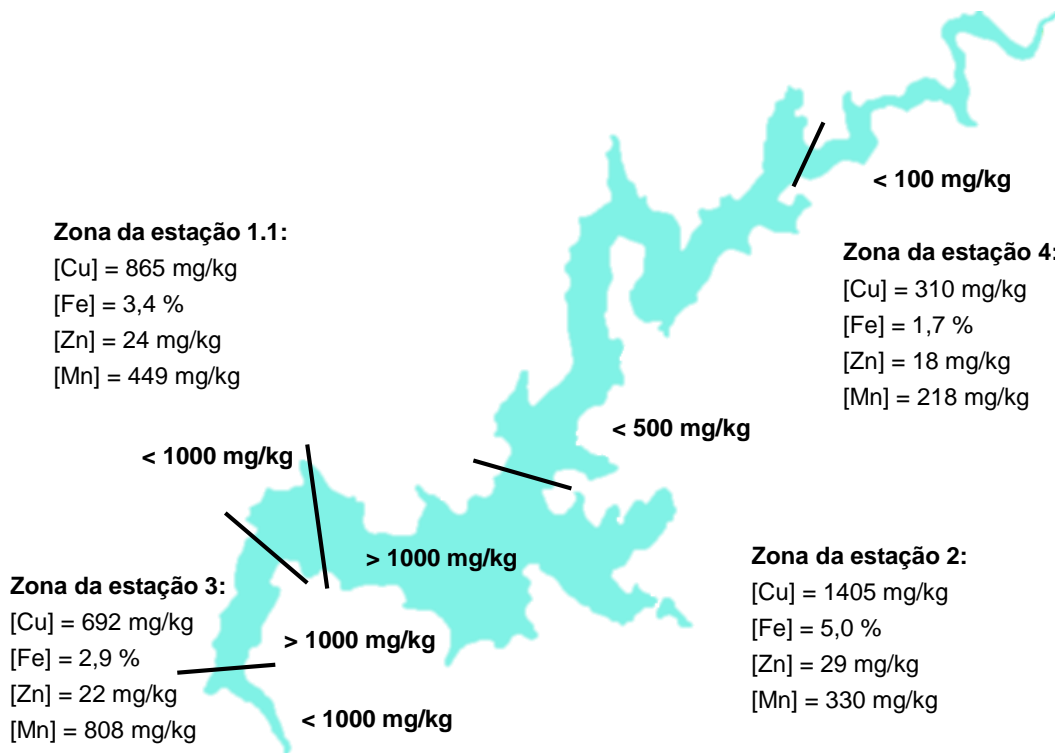 < 100 mg/kg
Zona da estação 1.1:
[Cu] = 865 mg/kg
[Fe] = 3,4 %
[Zn] = 24 mg/kg
[Mn] = 449 mg/kg
Zona da estação 4:
[Cu] = 310 mg/kg
[Fe] = 1,7 %
[Zn] = 18 mg/kg
[Mn] = 218 mg/kg
< 500 mg/kg
< 1000 mg/kg
> 1000 mg/kg
Zona da estação 3:
[Cu] = 692 mg/kg
[Fe] = 2,9 %
[Zn] = 22 mg/kg
[Mn] = 808 mg/kg
> 1000 mg/kg
< 1000 mg/kg
Zona da estação 2:
[Cu] = 1405 mg/kg
[Fe] = 5,0 %
[Zn] = 29 mg/kg
[Mn] = 330 mg/kg